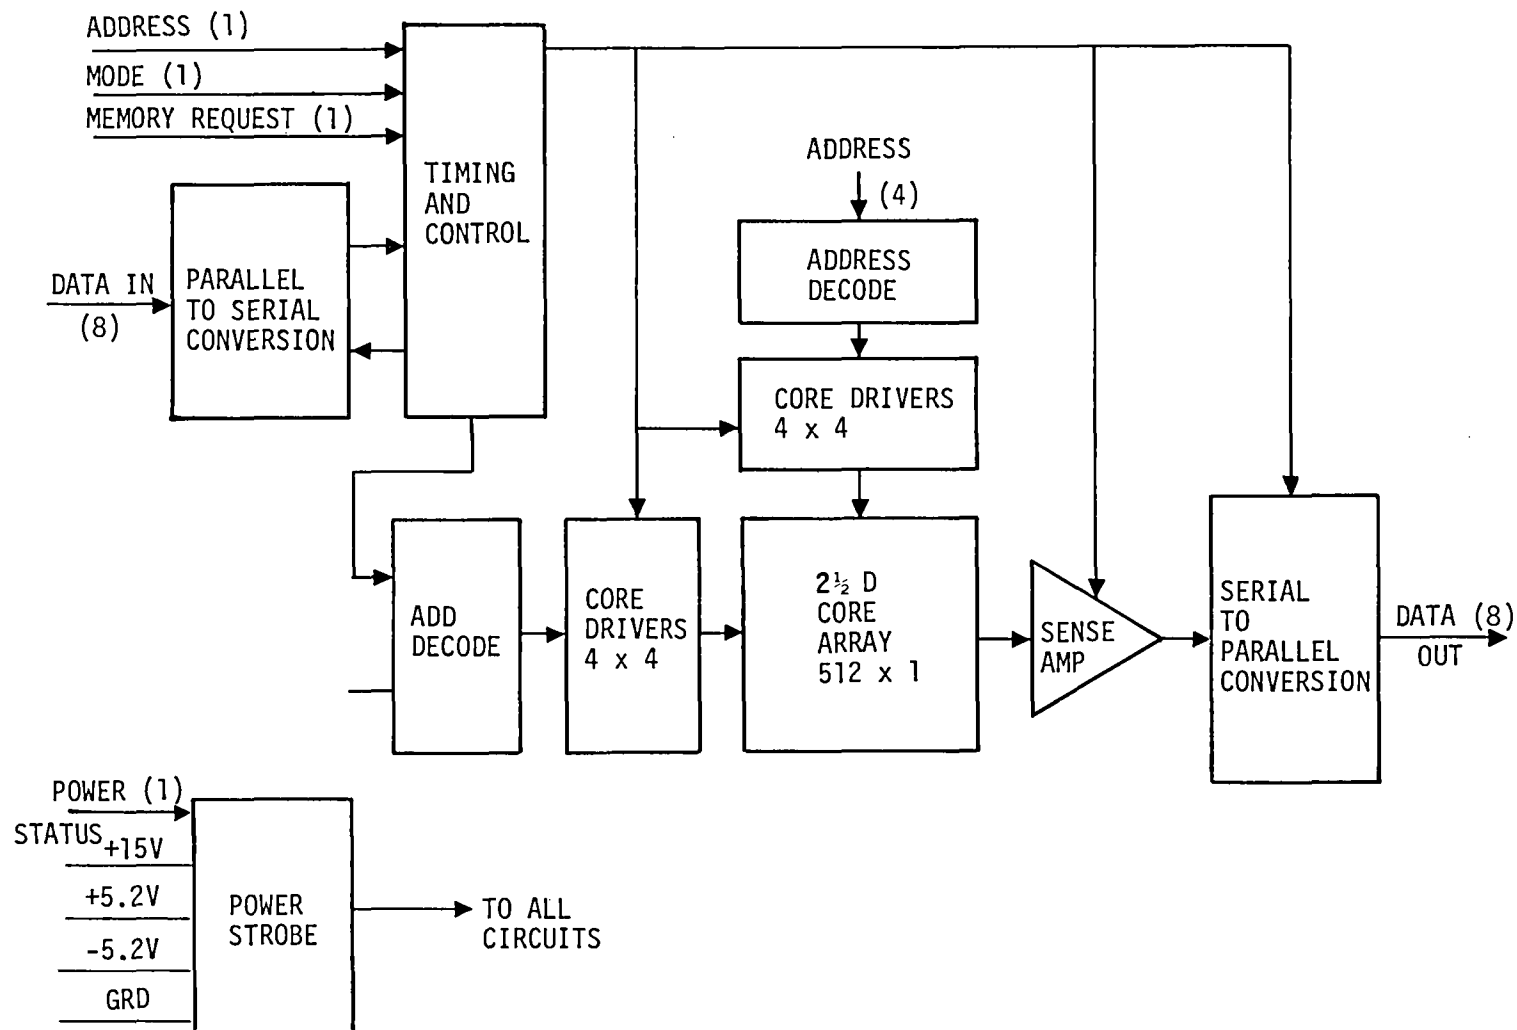 ADDRESS (1)
MODE (1)
MEMORY REQUEST (1)
TIMING
AND
CONTROL
DATA IN
(8)
PARALLEL
TO SERIAL
CONVERSION
ADDRESS
(4)
ADDRESS
DECODE
CORE DRIVERS
4 x 4
ADD
DECODE
CORE
DRIVERS
4 x 4
2½ D
CORE
ARRAY
512 x 1
SENSE
AMP
SERIAL
TO
PARALLEL
CONVERSION
DATA (8)
OUT
POWER (1)
STATUS
+15V
+5.2V
-5.2V
GRD
POWER
STROBE
TO ALL
CIRCUITS